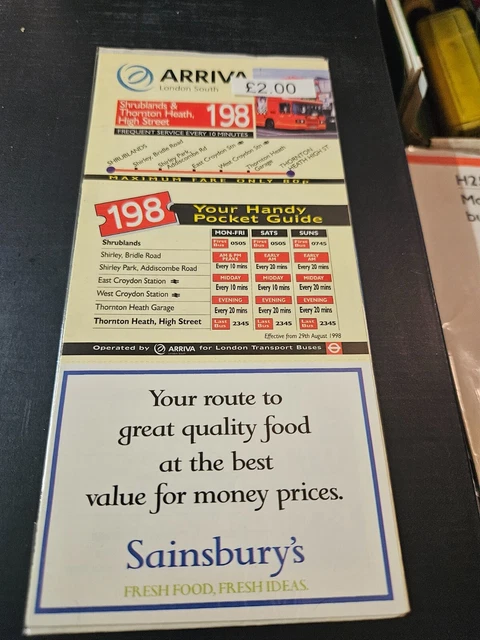 ARRIVA
London South
£2.00
Shrublands &
Thornton Heath,
High Street
198
FREQUENT SERVICE EVERY 10 MINUTES
SHRUBLANDS
Shirley, Bridle Road
Shirley Park,
Addiscombe Rd
East Croydon Stn
West Croydon Stn
Thornton Heath
Garage
THORNTON
HEATH HIGH ST
MAXIMUM FARE ONLY 80p
198 Your Handy
Pocket Guide
MON-FRI SATS SUNS
Shrublands First Bus 0505 First Bus 0505 First Bus 0745
Shirley, Bridle Road AM & PM PEAKS EARLY AM EARLY AM
Shirley Park, Addiscombe Road Every 10 mins Every 20 mins Every 20 mins
East Croydon Station MIDDAY MIDDAY MIDDAY
West Croydon Station Every 10 mins Every 10 mins Every 20 mins
Thornton Heath Garage EVENING EVENING EVENING
Every 20 mins Every 20 mins Every 20 mins
Thornton Heath, High Street Last Bus 2345 Last Bus 2345 Last Bus 2345
Effective from 29th August 1998
Operated by ARRIVA for London Transport Buses
Your route to
great quality food
at the best
value for money prices.
Sainsbury's
FRESH FOOD, FRESH IDEAS.